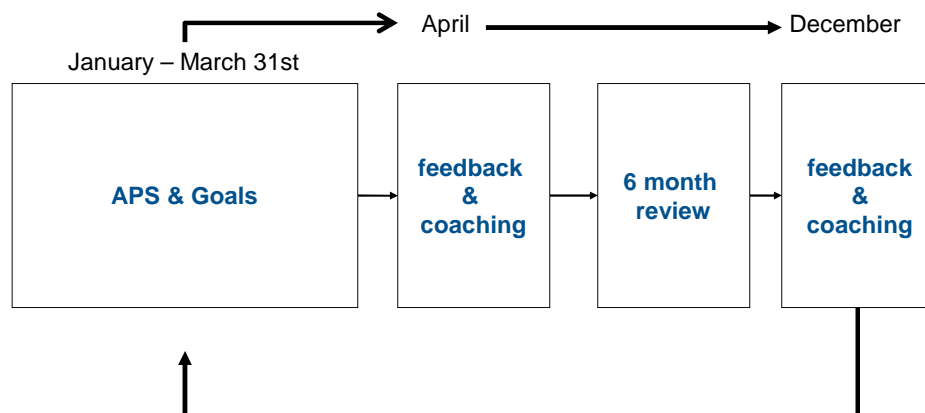 April
December
January – March 31st
APS & Goals
feedback
&
coaching
6 month
review
feedback
&
coaching